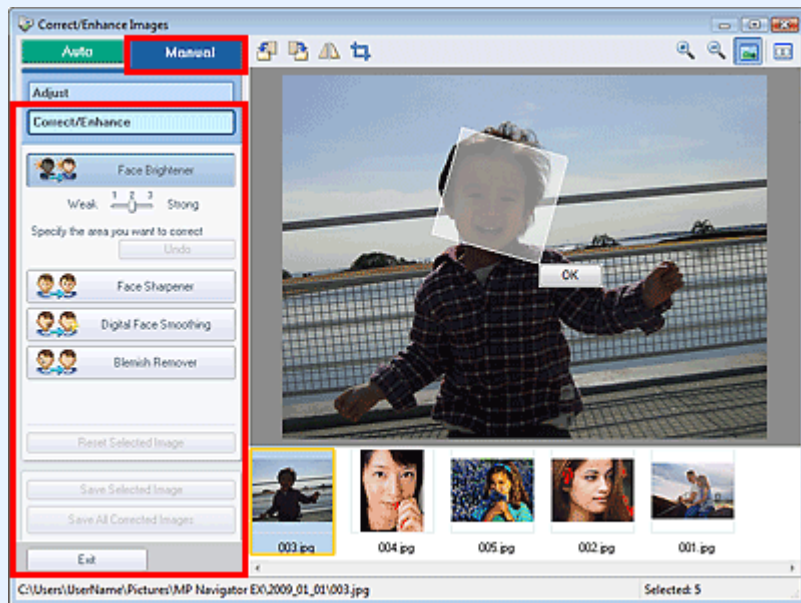 Correct/Enhance Images
Auto
Manual
Adjust
Correct/Enhance
Face Brightener
1 2 3
Weak Strong
Specify the area you want to correct
Undo
Face Sharpener
Digital Face Smoothing
Blemish Remover
Reset Selected Image
Save Selected Image
Save All Corrected Images
Exit
OK
003.jpg 004.jpg 005.jpg 002.jpg 001.jpg
C:\Users\UserName\Pictures\MP Navigator EX\2009_01_01\003.jpg
Selected: 5